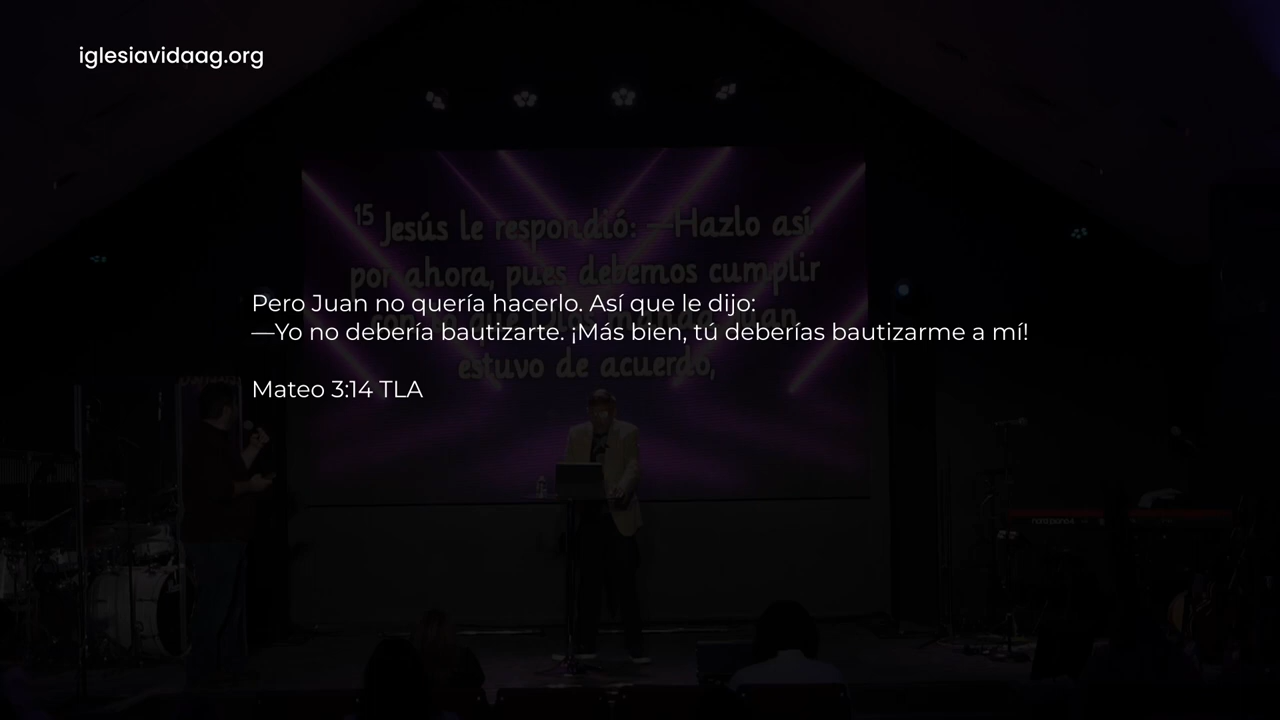 iglesiavidaag.org
15 Jesús le respondió: —Hazlo así
por ahora, pues debemos cumplir
estuvo de acuerdo,
Pero Juan no quería hacerlo. Así que le dijo:
—Yo no debería bautizarte. ¡Más bien, tú deberías bautizarme a mí!
Mateo 3:14 TLA